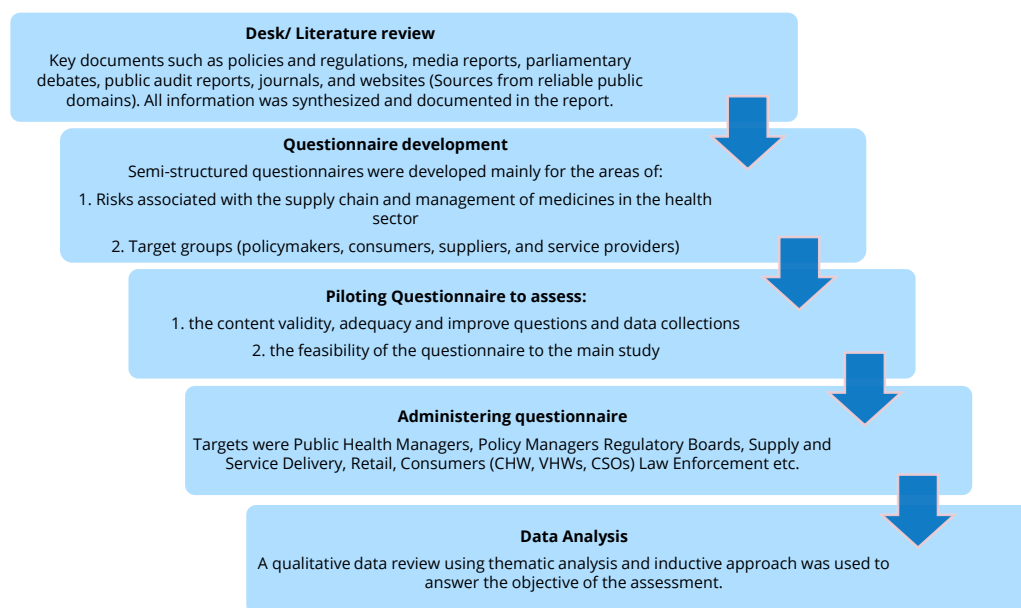 Desk/ Literature review
Key documents such as policies and regulations, media reports, parliamentary
debates, public audit reports, journals, and websites (Sources from reliable public
domains). All information was synthesized and documented in the report.
Questionnaire development
Semi-structured questionnaires were developed mainly for the areas of:
1. Risks associated with the supply chain and management of medicines in the health
sector
2. Target groups (policymakers, consumers, suppliers, and service providers)
Piloting Questionnaire to assess:
1. the content validity, adequacy and improve questions and data collections
2. the feasibility of the questionnaire to the main study
Administering questionnaire
Targets were Public Health Managers, Policy Managers Regulatory Boards, Supply and
Service Delivery, Retail, Consumers (CHW, VHWs, CSOs) Law Enforcement etc.
Data Analysis
A qualitative data review using thematic analysis and inductive approach was used to
answer the objective of the assessment.